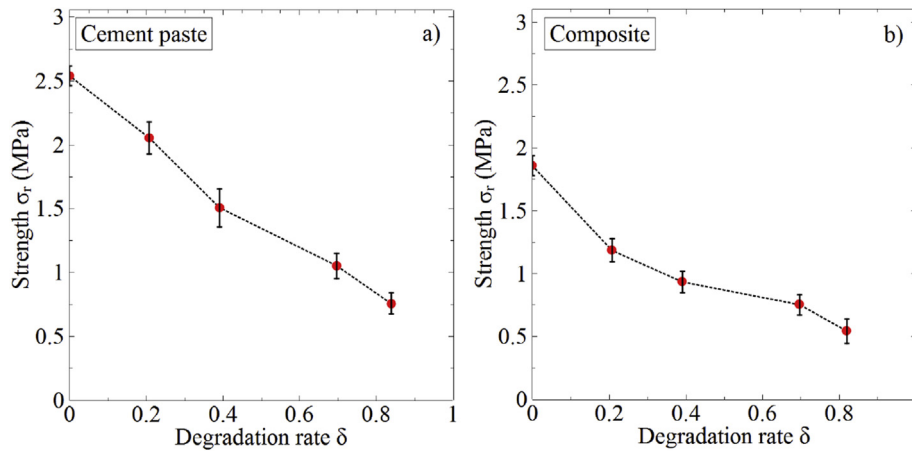 Cement paste
a)
3
2.5
2
1.5
1
0.5
0
Strength σr (MPa)
0 0.2 0.4 0.6 0.8 1
Degradation rate δ
Composite
b)
3
2.5
2
1.5
1
0.5
0
Strength σr (MPa)
0 0.2 0.4 0.6 0.8
Degradation rate δ